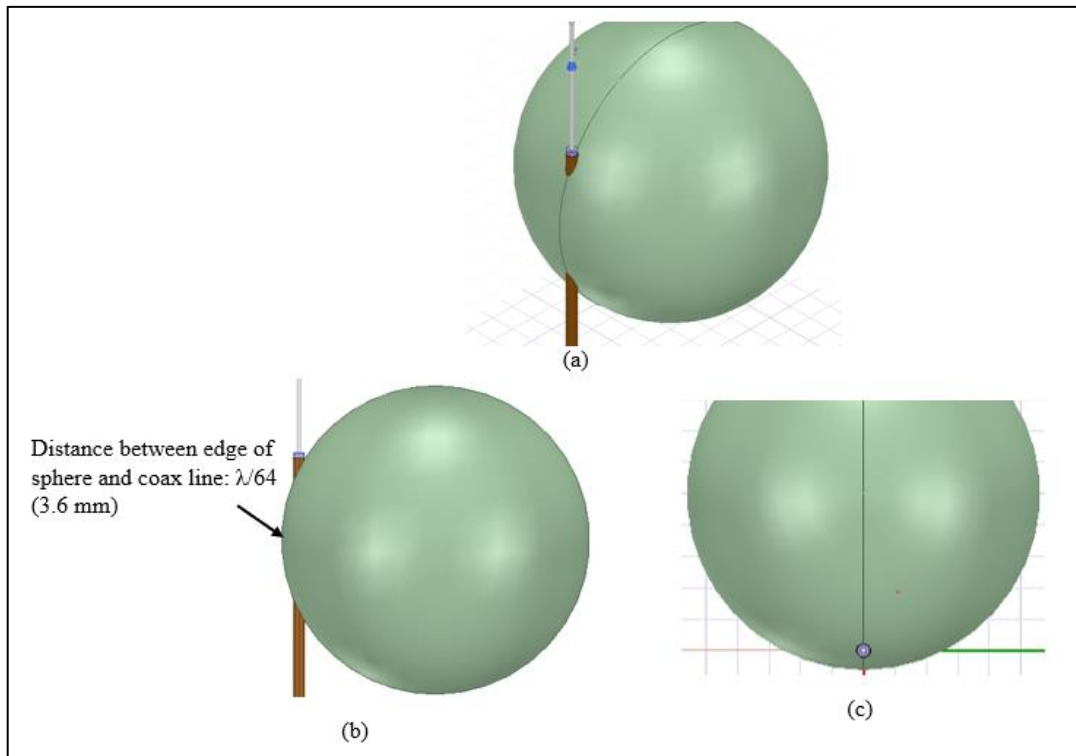 (a)
Distance between edge of
sphere and coax line: λ/64
(3.6 mm)
(b)
(c)